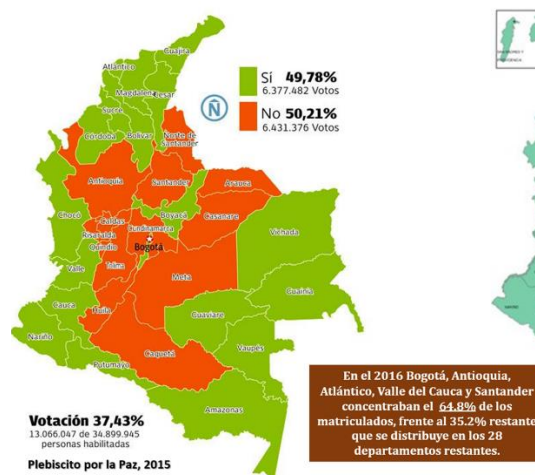 Guajira
Atlántico
Magdalena
Cesar
Sucre
Córdoba
Bolívar
Norte de
Santander
Antioquia
Santander
Arauca
Chocó
Boyacá
Casanare
Caldas
Cundinamarca
Risaralda
Quindío
Bogotá
Vichada
Valle
Tolima
Meta
Guainía
Cauca
Huila
Guaviare
Nariño
Vaupés
Caquetá
Putumayo
Amazonas
Sí 49,78%
6.377.482 Votos
Ñ
No 50,21%
6.431.376 Votos
Votación 37,43%
13.066.047 de 34.899.945
personas habilitadas
Plebiscito por la Paz, 2015
En el 2016 Bogotá, Antioquia,
Atlántico, Valle del Cauca y Santander
concentraban el 64.8% de los
matriculados, frente al 35.2% restante
que se distribuye en los 28
departamentos restantes.